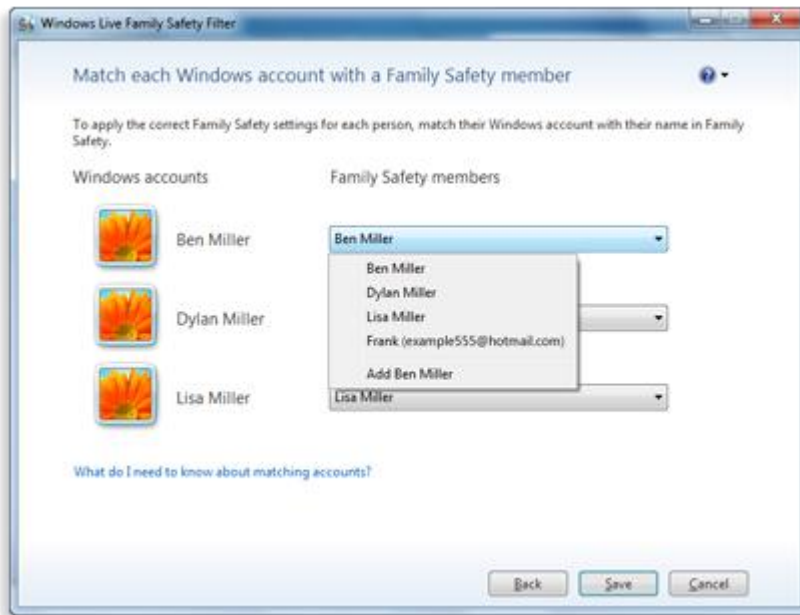 Windows Live Family Safety Filter
Match each Windows account with a Family Safety member
To apply the correct Family Safety settings for each person, match their Windows account with their name in Family
Safety.
Windows accounts Family Safety members
Ben Miller Ben Miller
Ben Miller
Dylan Miller
Lisa Miller
Dylan Miller
Frank (example555@hotmail.com)
Add Ben Miller
Lisa Miller Lisa Miller
What do I need to know about matching accounts?
Back Save Cancel